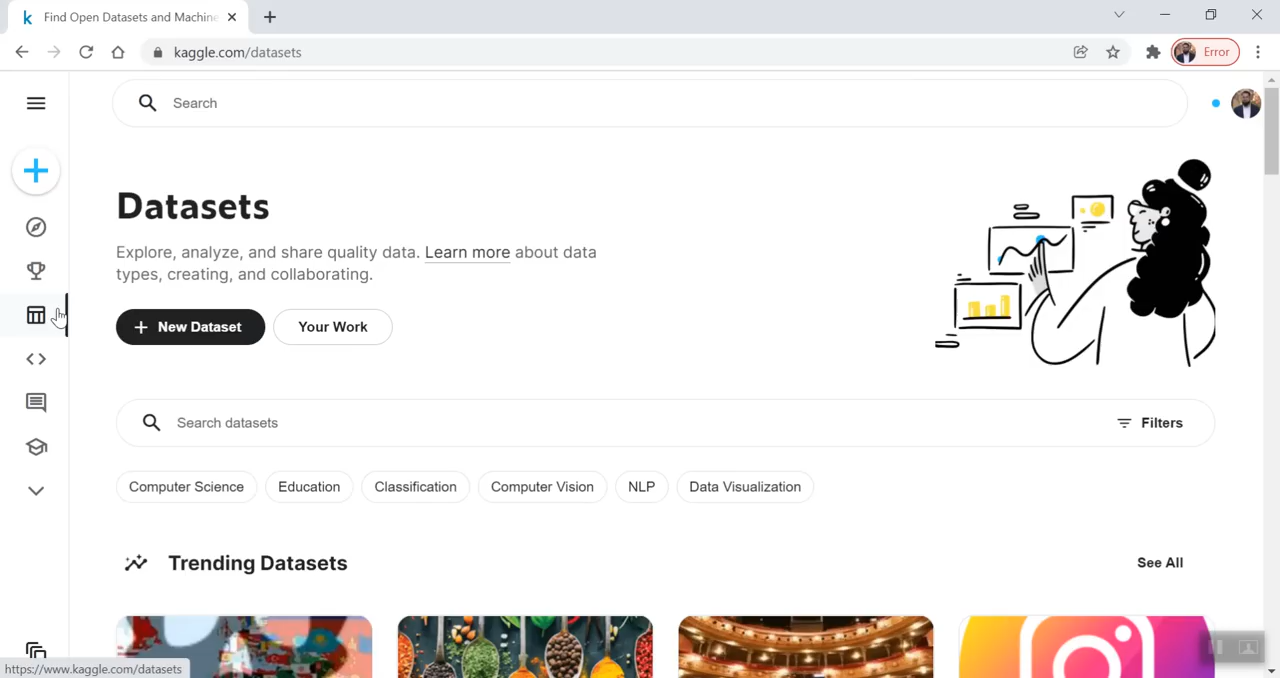 Find Open Datasets and Machine
kaggle.com/datasets
Error
Search
Datasets
Explore, analyze, and share quality data. Learn more about data
types, creating, and collaborating.
New Dataset
Your Work
Search datasets
Filters
Computer Science
Education
Classification
Computer Vision
NLP
Data Visualization
Trending Datasets
See All
https://www.kaggle.com/datasets